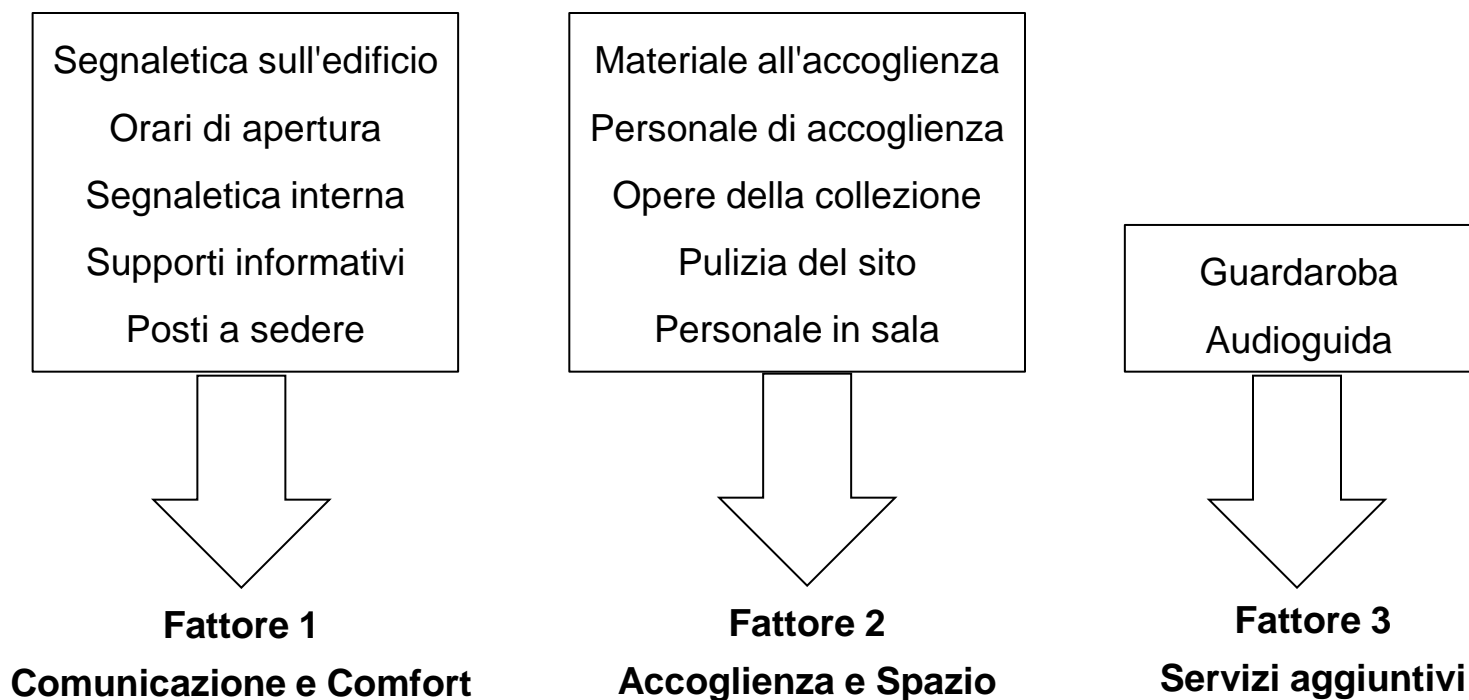 Segnaletica sull'edificio
Orari di apertura
Segnaletica interna
Supporti informativi
Posti a sedere
Fattore 1
Comunicazione e Comfort
Materiale all'accoglienza
Personale di accoglienza
Opere della collezione
Pulizia del sito
Personale in sala
Fattore 2
Accoglienza e Spazio
Guardaroba
Audioguida
Fattore 3
Servizi aggiuntivi